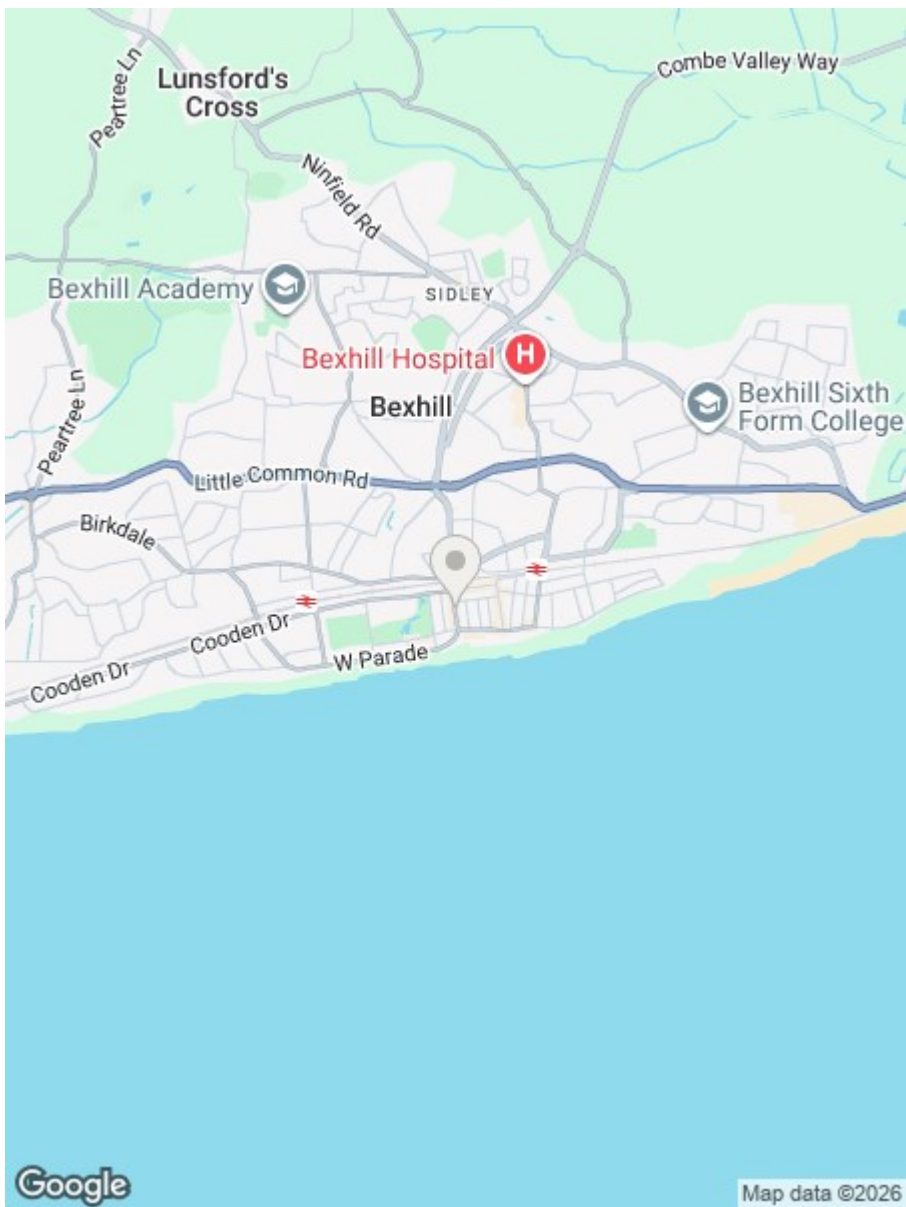 Combe Valley Way
Lunsford's
Cross
Peartree Ln
Ninfield Rd
Bexhill Academy
SIDLEY
Bexhill Hospital
H
Bexhill
Bexhill Sixth
Form College
Peartree Ln
Little Common Rd
Birkdale
Cooden Dr
W Parade
Cooden Dr
Google
Map data ©2026